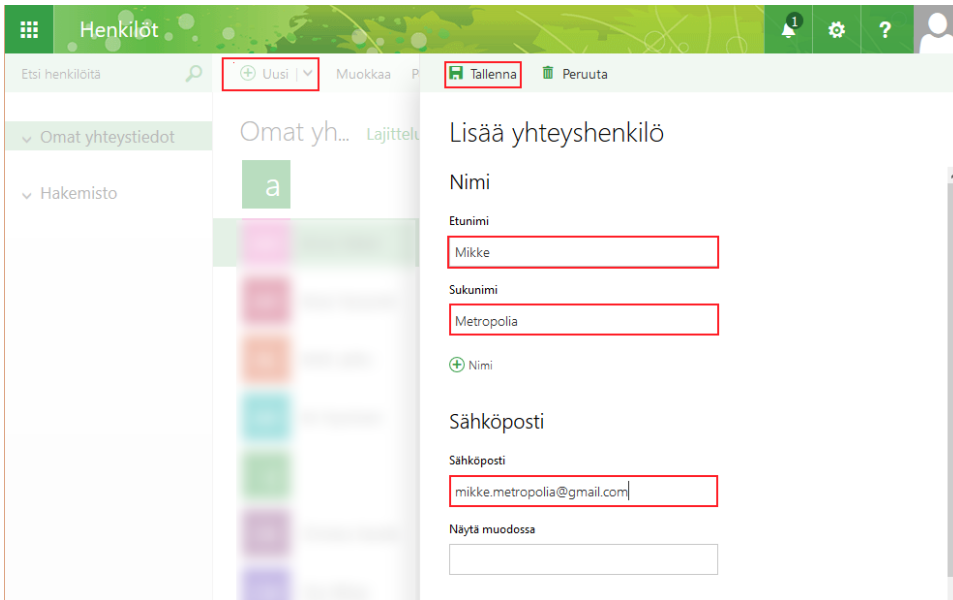 Henkilöt
1
?
Etsi henkilöitä
Uusi
Muokkaa
P
Tallenna
Peruuta
Omat yhteystiedot
Hakemisto
Omat yh...
Lajittelu
a
Lisää yhteyshenkilö
Nimi
Etunimi
Mikke
Sukunimi
Metropolia
Nimi
Sähköposti
Sähköposti
mikke.metropolia@gmail.com
Näytä muodossa